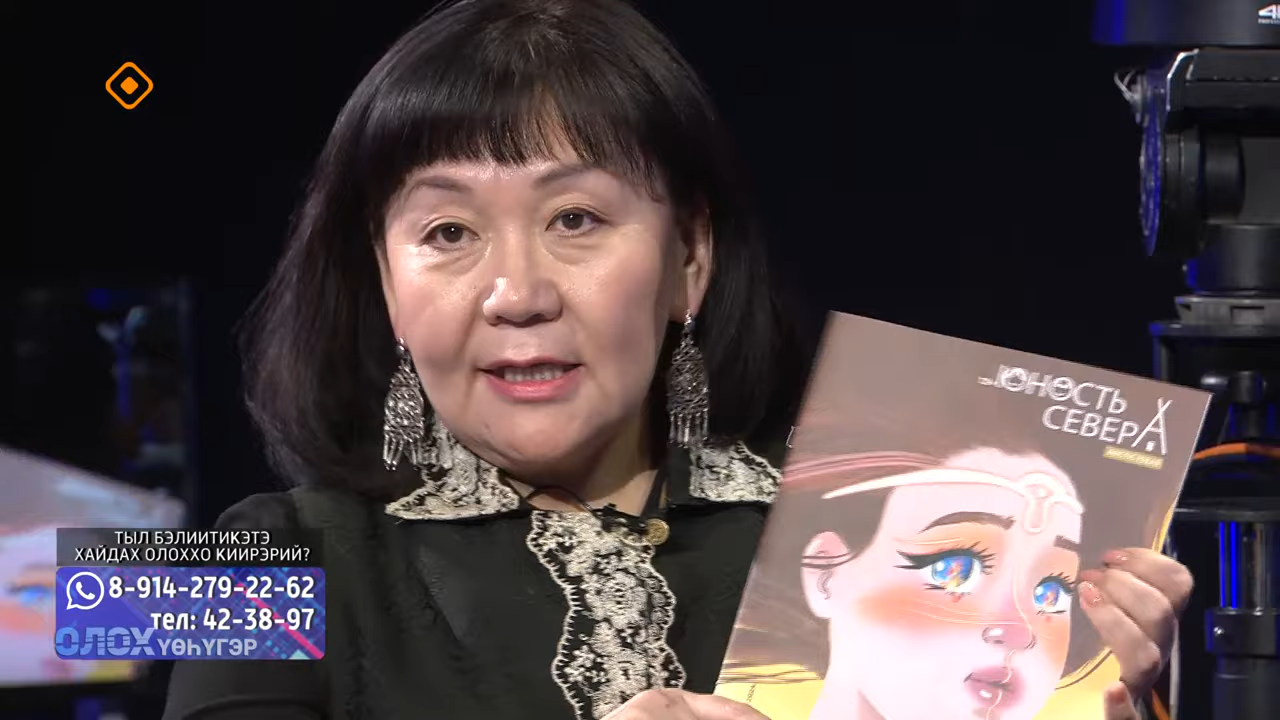 ЮНОСТЬ
СЕВЕРА
ТЫЛ БЭЛИИТИКЭТЭ
ХАЙДАХ ОЛОХХО КИИРЭРИЙ?
8-914-279-22-62
тел: 42-38-97
ОЛОХ ҮӨҺҮГЭР